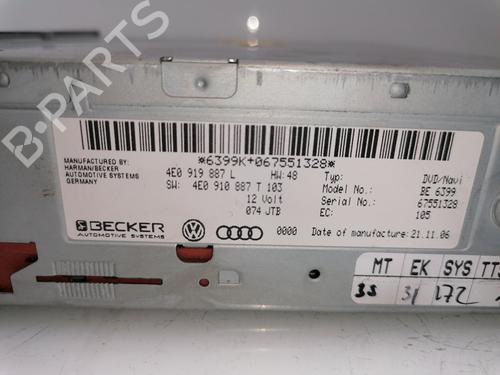 B-PARTS
*6399K+067551328*
MANUFACTURED BY:
HARMAN/BECKER
AUTOMOTIVE SYSTEMS
GERMANY
4E0 919 887 L HW:48 Typ: DVD/Navi
SW: 4E0 910 887 T 103 Model No.: BE 6399
12 Volt Serial No.: 67551328
074 JTB EC: 105
BECKER
AUTOMOTIVE SYSTEMS
0000 Date of manufacture: 21.11.06
MT EK SYS
31 272